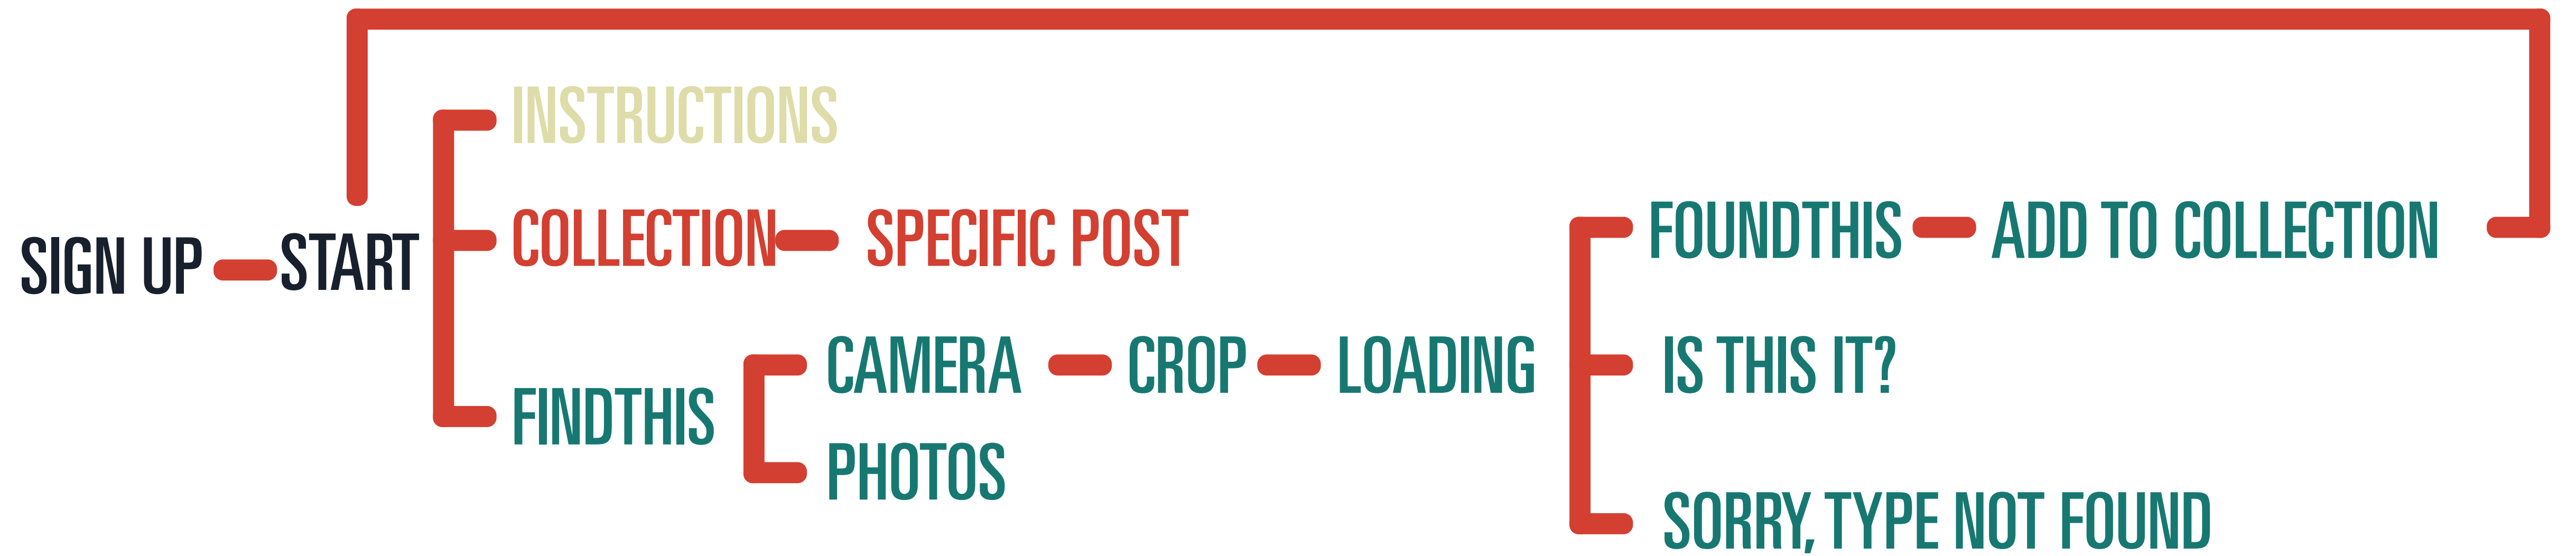 SIGN UP
START
INSTRUCTIONS
COLLECTION
SPECIFIC POST
FINDTHIS
CAMERA
CROP
LOADING
PHOTOS
FOUNDTHIS
ADD TO COLLECTION
IS THIS IT?
SORRY, TYPE NOT FOUND